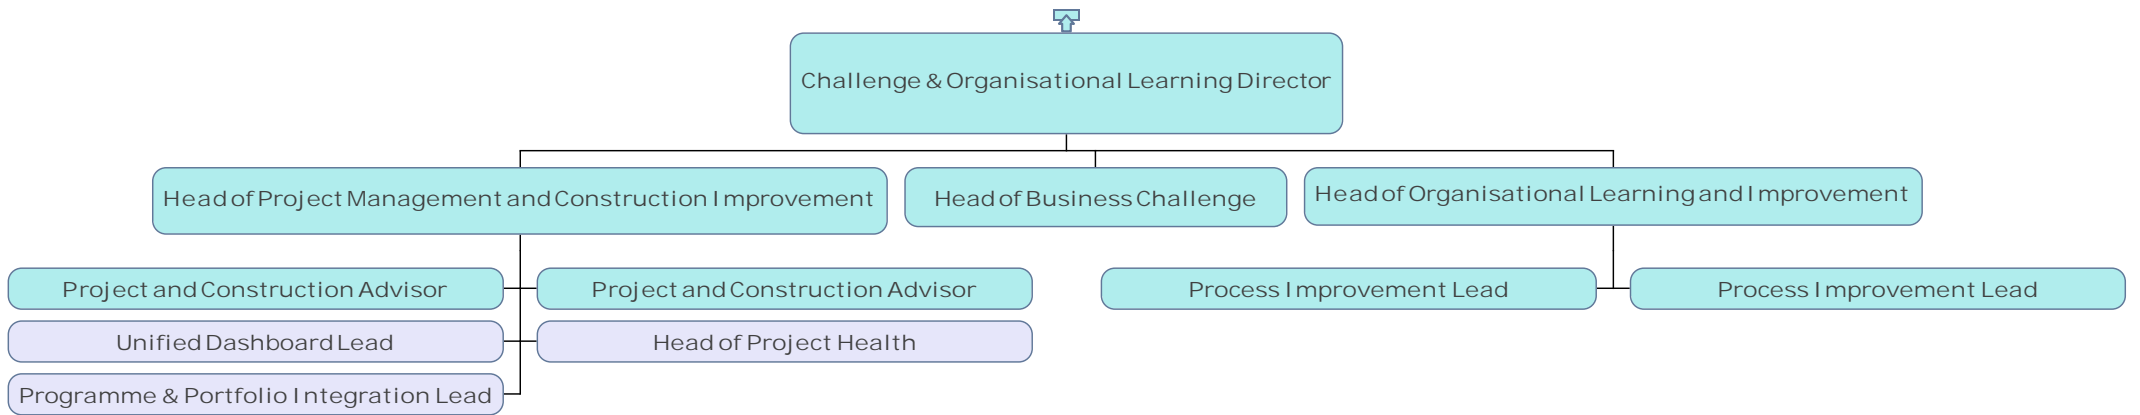 Challenge & Organisational Learning Director
Head of Project Management and Construction Improvement
Head of Business Challenge
Head of Organisational Learning and Improvement
Project and Construction Advisor
Project and Construction Advisor
Process Improvement Lead
Process Improvement Lead
Unified Dashboard Lead
Head of Project Health
Programme & Portfolio Integration Lead